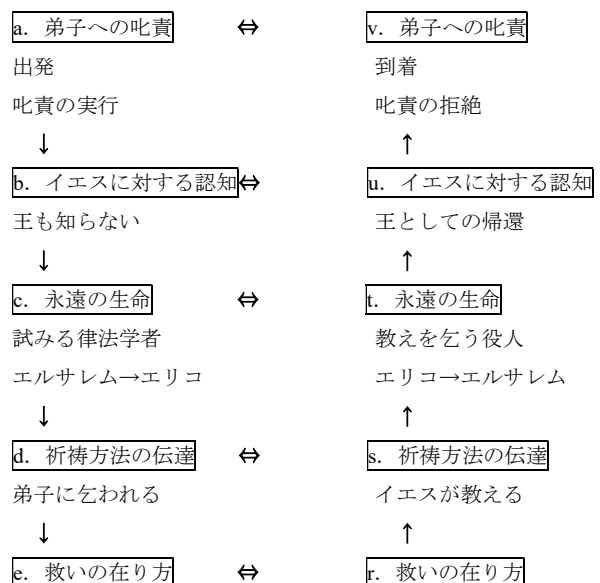 a. 弟子への叱責 ⇔ v. 弟子への叱責
出発 到着
叱責の実行 叱責の拒絶
↓ ↑
b. イエスに対する認知⇔ u. イエスに対する認知
王も知らない 王としての帰還
↓ ↑
c. 永遠の生命 ⇔ t. 永遠の生命
試みる律法学者 教えを乞う役人
エルサレム→エリコ エリコ→エルサレム
↓ ↑
d. 祈祷方法の伝達 ⇔ s. 祈祷方法の伝達
弟子に乞われる イエスが教える
↓ ↑
e. 救いの在り方 ⇔ r. 救いの在り方